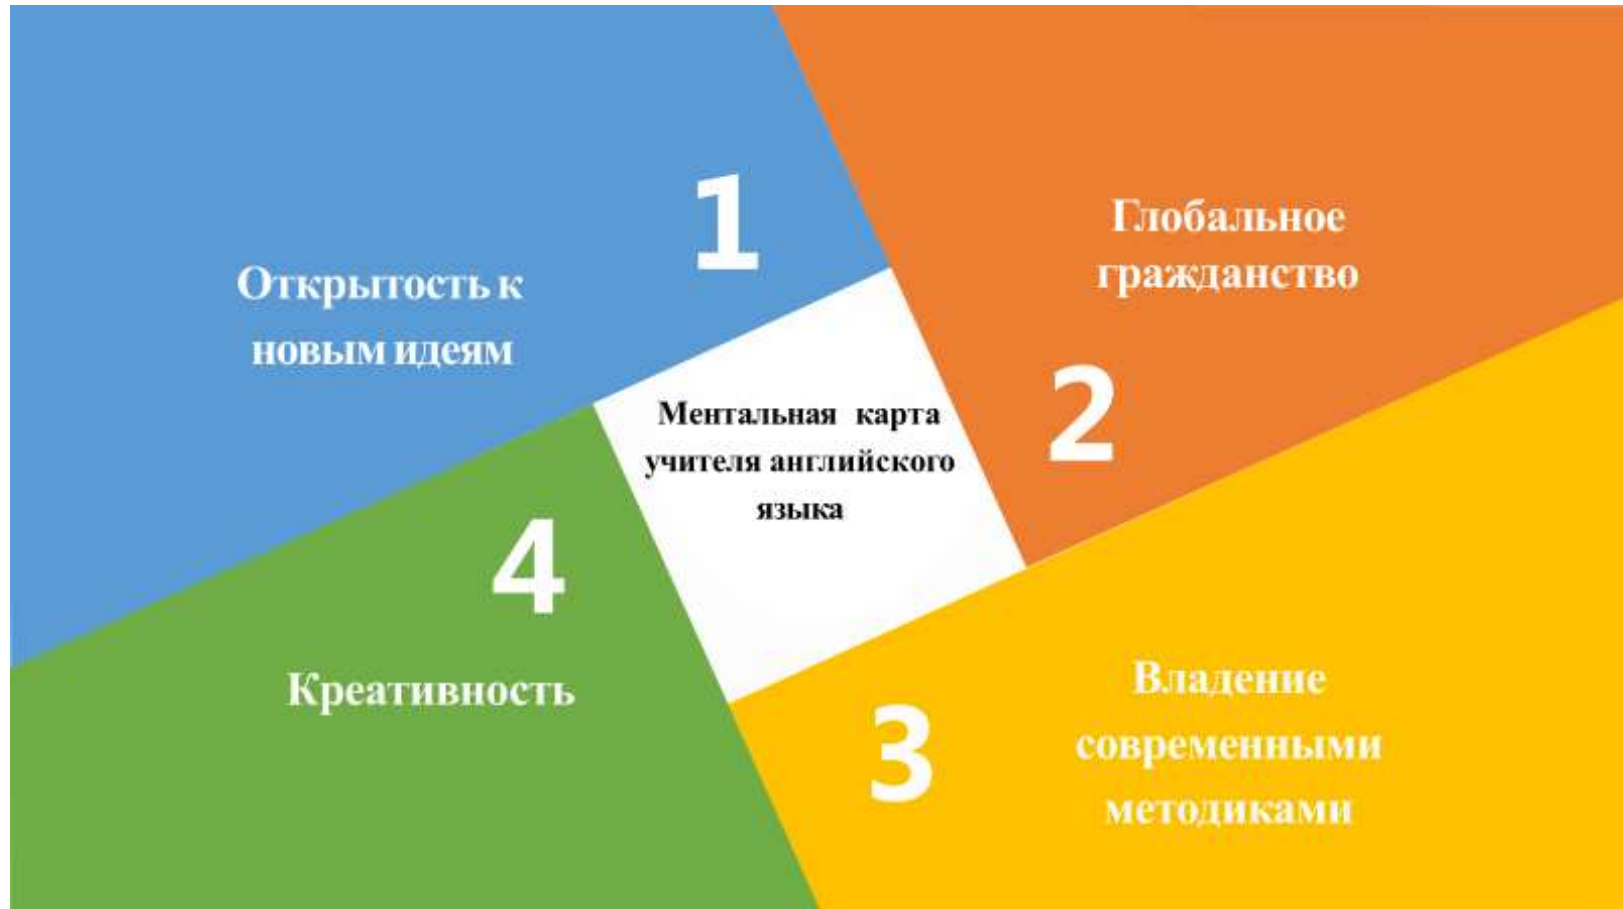 1
Открытость к
новым идеям
Глобальное
гражданство
2
Ментальная карта
учителя английского
языка
3
Владение
современными
методиками
4
Креативность